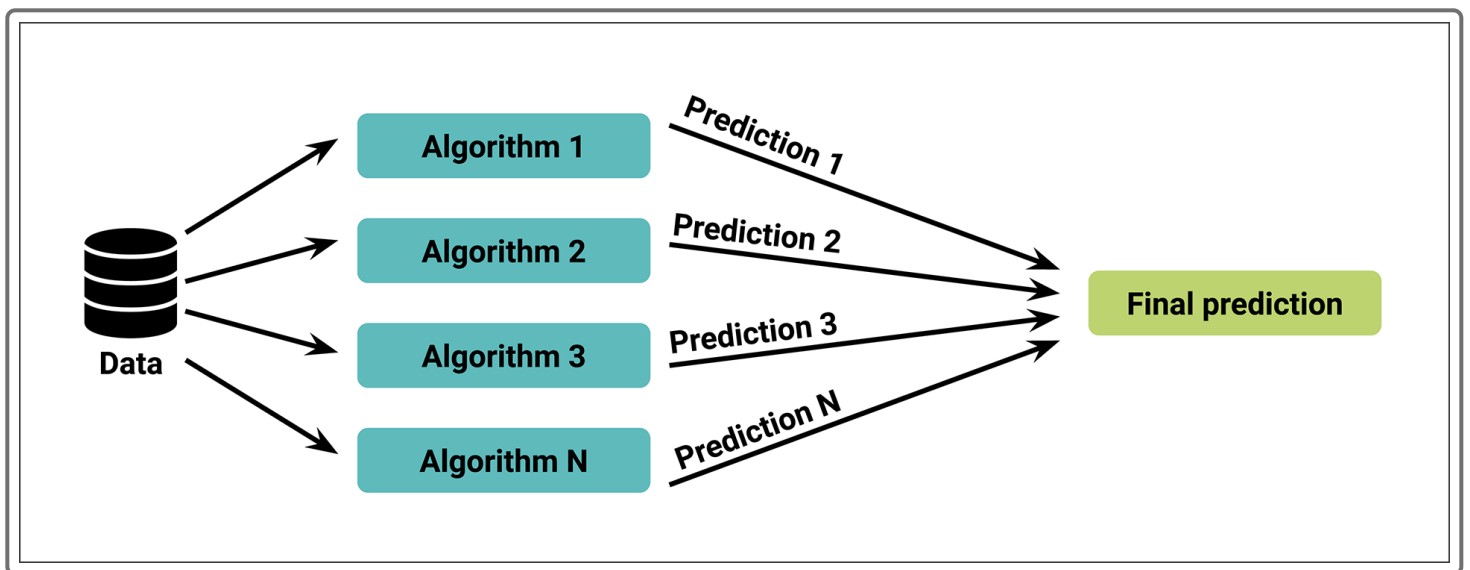 Data
Algorithm 1
Algorithm 2
Algorithm 3
Algorithm N
Prediction 1
Prediction 2
Prediction 3
Prediction N
Final prediction